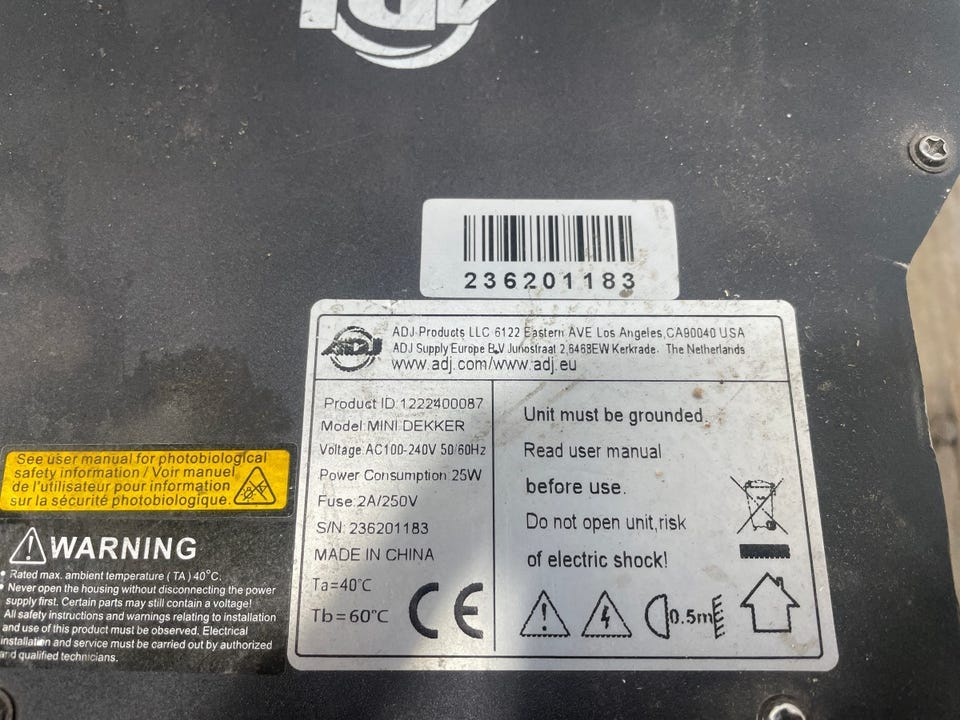 ADJ
236201183
ADJ
ADJ Products LLC 6122 Eastern AVE Los Angeles,CA90040 USA
ADJ Supply Europe B.V Junostraat 2,6468EW Kerkrade. The Netherlands
www.adj.com/www.adj.eu
Product ID:1222400087
Model:MINI DEKKER
Voltage:AC100-240V 50/60Hz
Power Consumption 25W
Fuse:2A/250V
S/N: 236201183
MADE IN CHINA
Ta=40°C
Tb=60°C
CE
Unit must be grounded.
Read user manual
before use.
Do not open unit,risk
of electric shock!
0.5m
See user manual for photobiological
safety information / Voir manuel
de l'utilisateur pour information
sur la sécurité photobiologique.
WARNING
• Rated max. ambient temperature ( TA ) 40°C.
• Never open the housing without disconnecting the power
supply first. Certain parts may still contain a voltage!
All safety instructions and warnings relating to installation
and use of this product must be observed. Electrical
installation and service must be carried out by authorized
and qualified technicians.